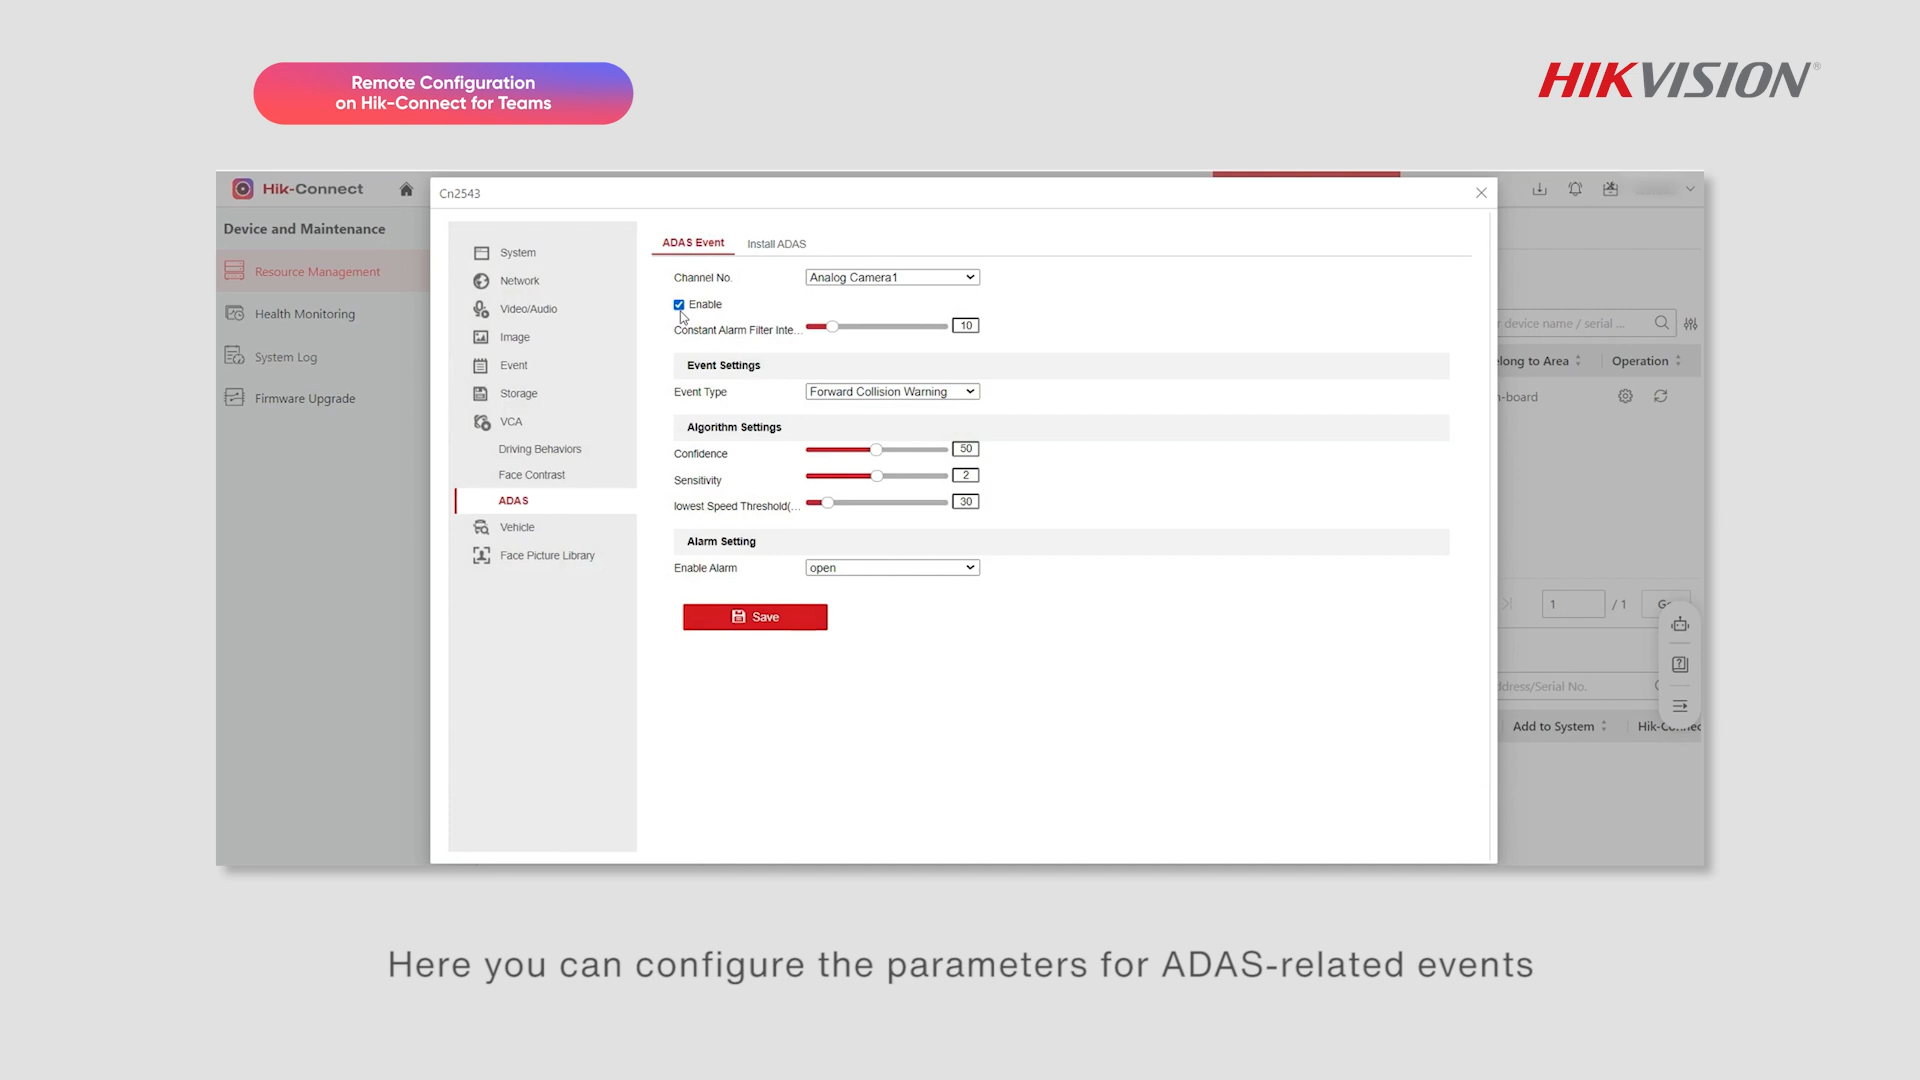 Remote Configuration
on Hik-Connect for Teams
HIKVISION®
Hik-Connect
Cn2543
Device and Maintenance
Resource Management
Health Monitoring
System Log
Firmware Upgrade
System
Network
Video/Audio
Image
Event
Storage
VCA
Driving Behaviors
Face Contrast
ADAS
Vehicle
Face Picture Library
ADAS Event
Install ADAS
Channel No.
Analog Camera1
Enable
Constant Alarm Filter Inte...
10
Event Settings
Event Type
Forward Collision Warning
Algorithm Settings
Confidence
50
Sensitivity
2
lowest Speed Threshold(...
30
Alarm Setting
Enable Alarm
open
Save
device name / serial ...
to Area
Operation
-board
1
/ 1
/Serial No.
Add to System
Here you can configure the parameters for ADAS-related events